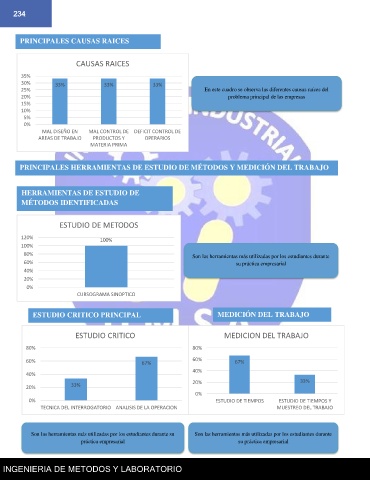 234
PRINCIPALES CAUSAS RAICES
CAUSAS RAICES
35%
30%
25%
20%
15%
10%
5%
0%
33%
33%
33%
MAL DISEÑO EN
AREAS DE TRABAJO
MAL CONTROL DE
PRODUCTOS Y
MATERIA PRIMA
DEFICIT CONTROL DE
OPERARIOS
En este cuadro se observa las diferentes causas raíces del
problema principal de las empresas
INDUSTRIAL
PRINCIPALES HERRAMIENTAS DE ESTUDIO DE MÉTODOS Y MEDICIÓN DEL TRABAJO
HERRAMIENTAS DE ESTUDIO DE
MÉTODOS IDENTIFICADAS
ESTUDIO DE METODOS
120%
100%
80%
60%
40%
20%
0%
100%
CURSOGRAMA SINOPTICO
Son las herramientas más utilizadas por los estudiantes durante
su práctica empresarial
ESTUDIO CRITICO PRINCIPAL
ESTUDIO CRITICO
80%
60%
40%
20%
0%
33%
67%
TECNICA DEL INTERROGATORIO
ANALISIS DE LA OPERACIÓN
MEDICIÓN DEL TRABAJO
MEDICION DEL TRABAJO
80%
60%
40%
20%
0%
67%
33%
ESTUDIO DE TIEMPOS
ESTUDIO DE TIEMPOS Y
MUESTREO DEL TRABAJO
Son las herramientas más utilizadas por los estudiantes durante su
práctica empresarial
Son las herramientas más utilizadas por los estudiantes durante
su práctica empresarial
INGENIERIA DE METODOS Y LABORATORIO